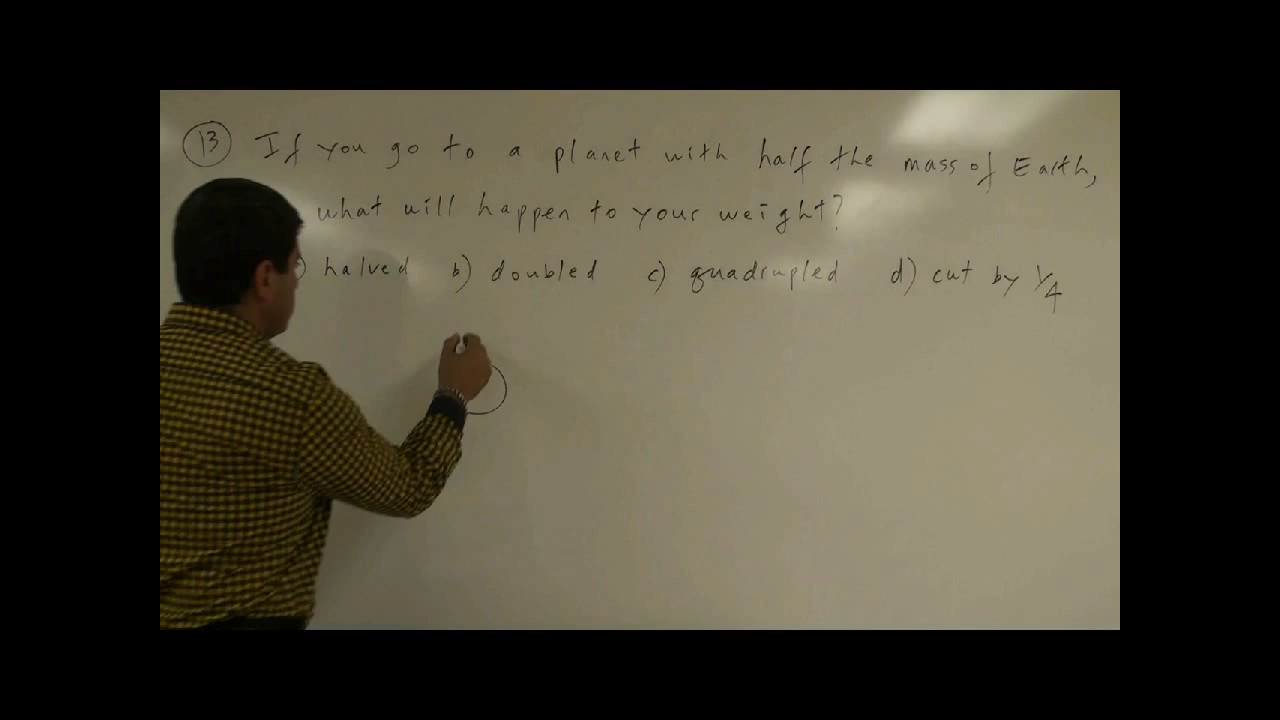 13 If you go to a planet with half the mass of Earth,
what will happen to your weight?
) halved b) doubled c) quadrupled d) cut by 1/4